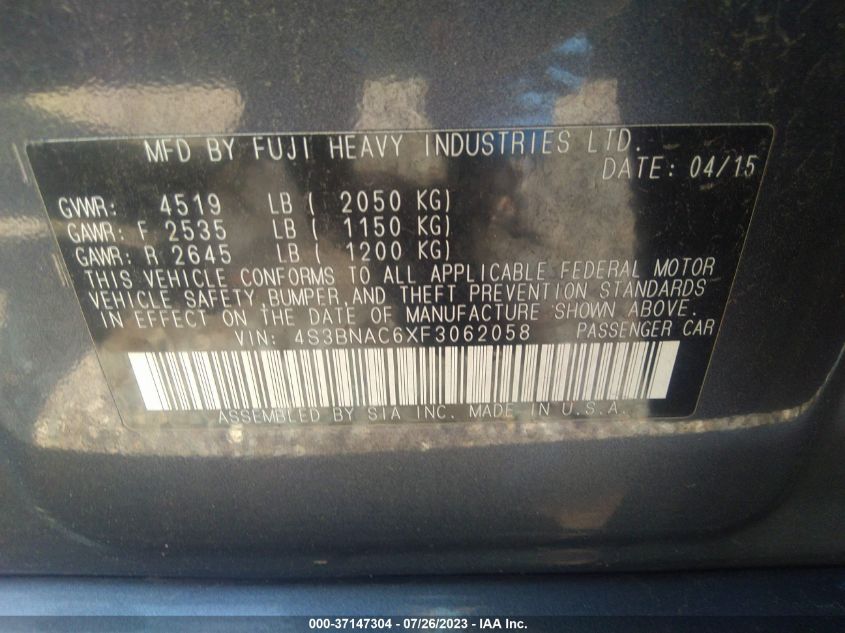 MFD BY FUJI HEAVY INDUSTRIES LTD.
DATE: 04/15
GVWR: 4519 LB ( 2050 KG)
GAWR: F 2535 LB ( 1150 KG)
GAWR: R 2645 LB ( 1200 KG)
THIS VEHICLE CONFORMS TO ALL APPLICABLE FEDERAL MOTOR
VEHICLE SAFETY,BUMPER,AND THEFT PREVENTION STANDARDS
IN EFFECT ON THE DATE OF MANUFACTURE SHOWN ABOVE.
VIN: 4S3BNAC6XF3062058 PASSENGER CAR
ASSEMBLED BY SIA INC. MADE IN U.S.A.
000-37147304 - 07/26/2023 - IAA Inc.